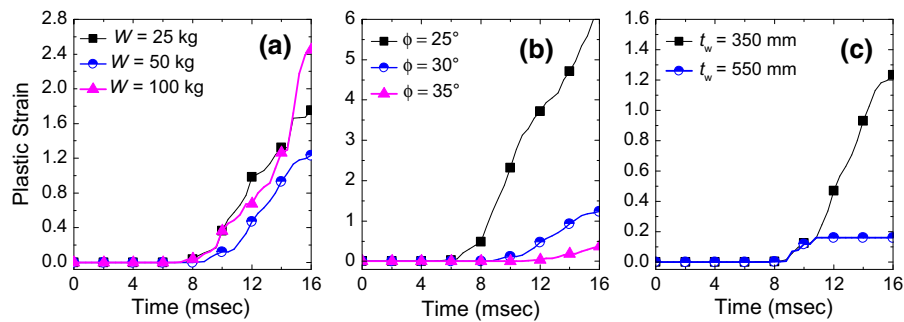 (a)
W = 25 kg
W = 50 kg
W = 100 kg
Plastic Strain
2.8
2.4
2.0
1.6
1.2
0.8
0.4
0.0
0 4 8 12 16
Time (msec)
(b)
ϕ = 25°
ϕ = 30°
ϕ = 35°
6
5
4
3
2
1
0
0 4 8 12 16
Time (msec)
(c)
tw = 350 mm
tw = 550 mm
1.6
1.4
1.2
1.0
0.8
0.6
0.4
0.2
0.0
0 4 8 12 16
Time (msec)